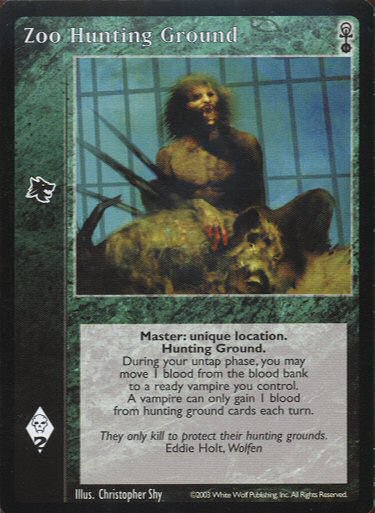 Zoo Hunting Ground
Master: unique location.
Hunting Ground.
During your untap phase, you may
move 1 blood from the blood bank
to a ready vampire you control.
A vampire can only gain 1 blood
from hunting ground cards each turn.
They only kill to protect their hunting grounds.
Eddie Holt, Wolfen
2
Illus. Christopher Shy
©2003 White Wolf Publishing, Inc. All Rights Reserved.